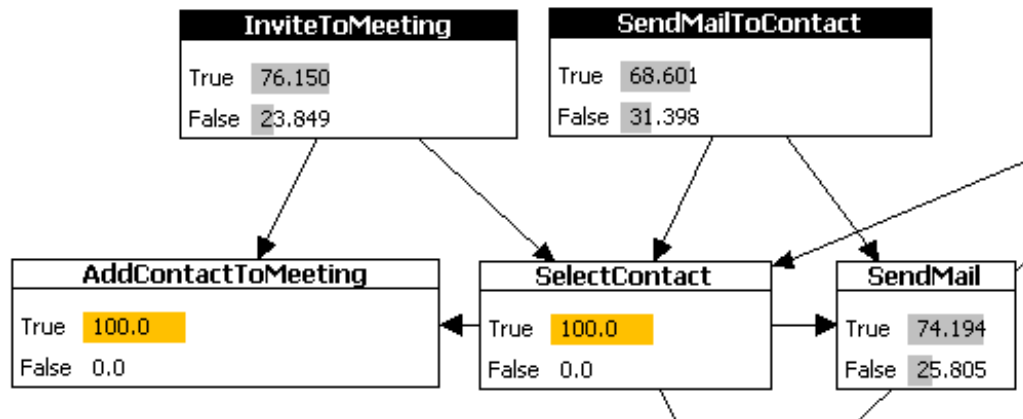 InviteToMeeting
True 76.150
False 23.849
SendMailToContact
True 68.601
False 31.398
AddContactToMeeting
True 100.0
False 0.0
SelectContact
True 100.0
False 0.0
SendMail
True 74.194
False 25.805